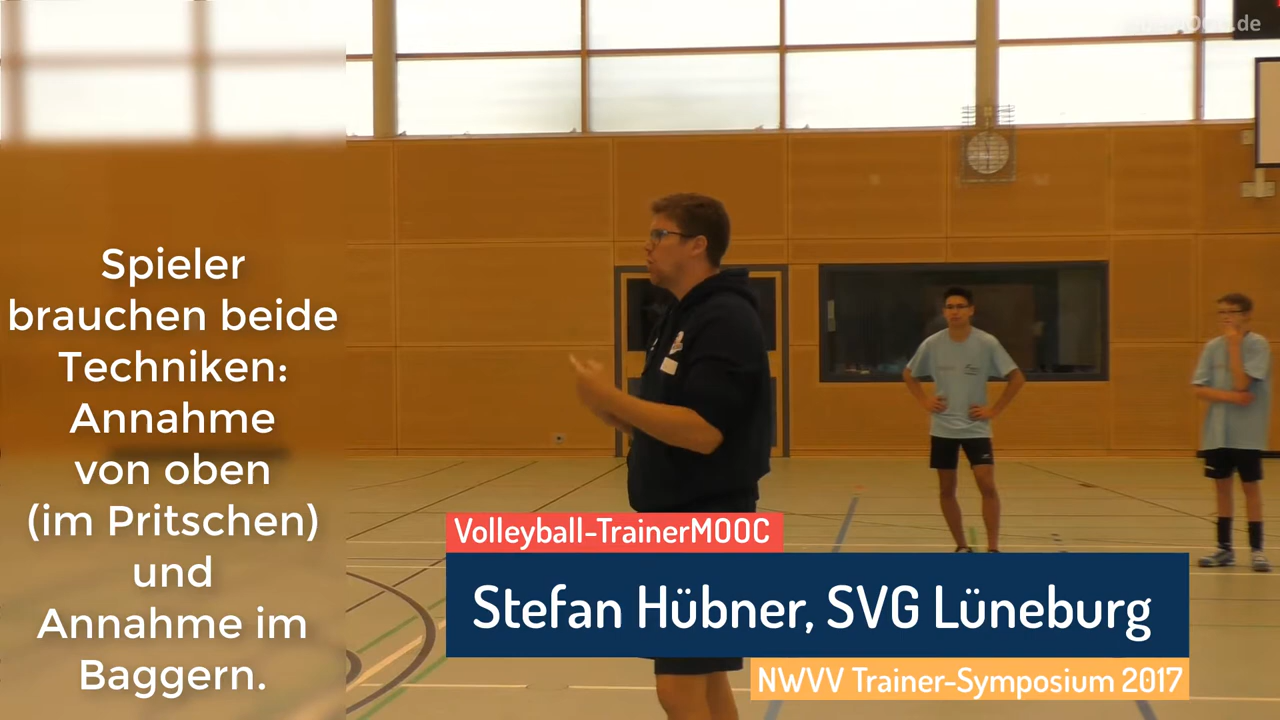 Spieler
brauchen beide
Techniken:
Annahme
von oben
(im Pritschen)
und
Annahme im
Baggern.
Volleyball-TrainerMOOC
Stefan Hübner, SVG Lüneburg
NWVV Trainer-Symposium 2017